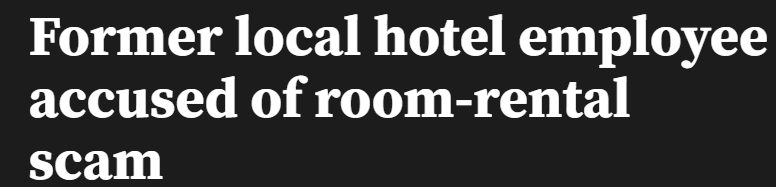 Former local hotel employee
accused of room-rental
scam